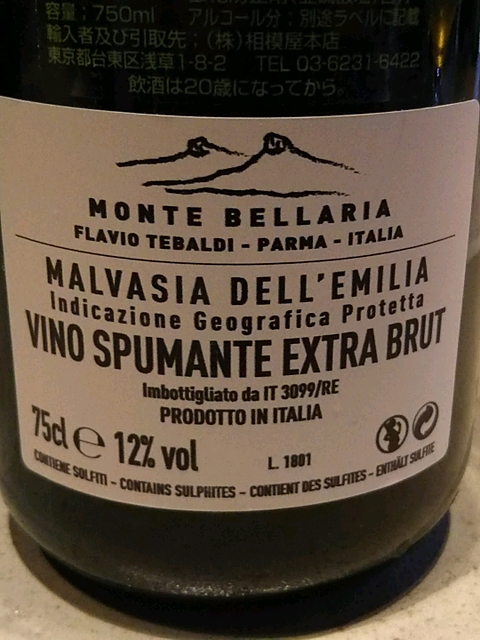 容量：750ml アルコール分：別途ラベルに記載
輸入者及び引取先：(株)相模屋本店
東京都台東区浅草1-8-2 TEL 03-6231-6422
飲酒は20歳になってから。
MONTE BELLARIA
FLAVIO TEBALDI - PARMA - ITALIA
MALVASIA DELL'EMILIA
Indicazione Geografica Protetta
VINO SPUMANTE EXTRA BRUT
Imbottigliato da IT 3099/RE
PRODOTTO IN ITALIA
75cl e 12% vol
L. 1801
CONTIENE SOLFITI - CONTAINS SULPHITES - CONTIENT DES SULFITES - ENTHÄLT SULFITE